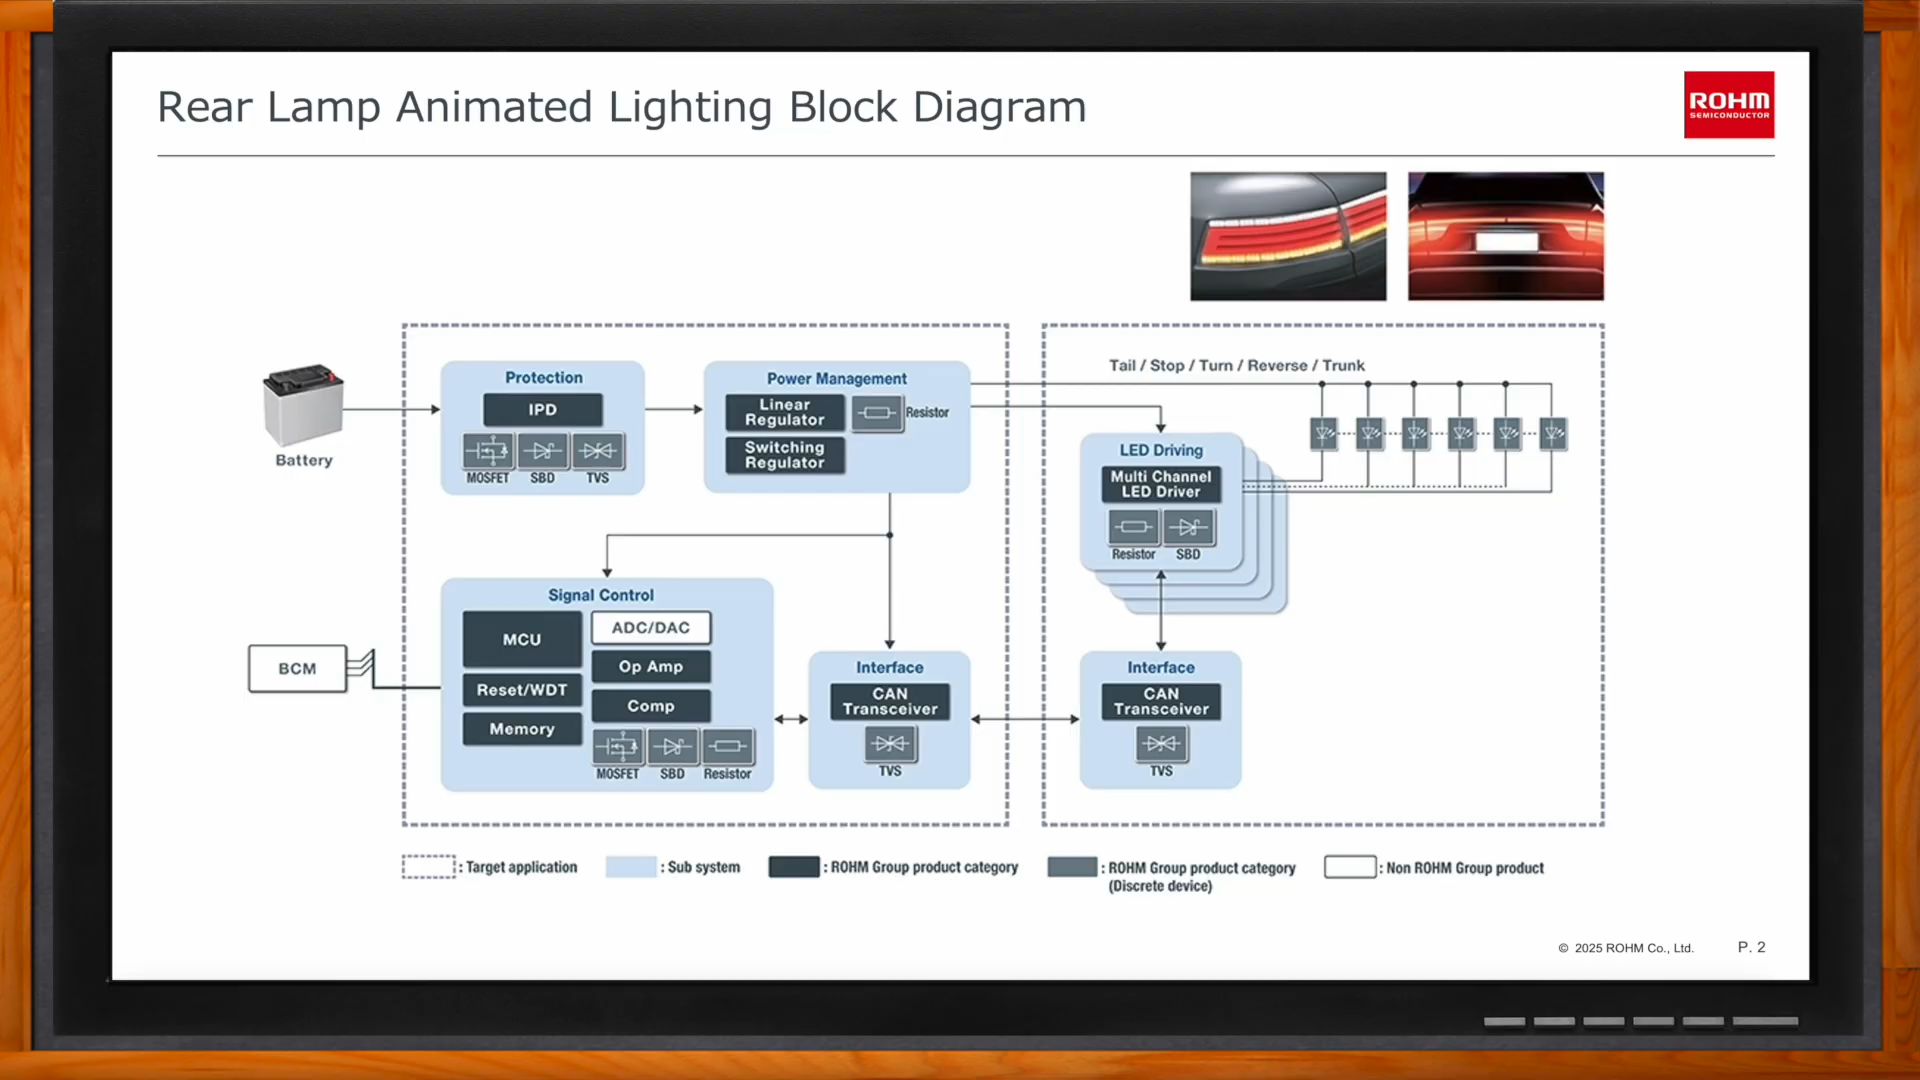 Rear Lamp Animated Lighting Block Diagram
ROHM
SEMICONDUCTOR
Tail / Stop / Turn / Reverse / Trunk
Battery
Protection
IPD
MOSFET
SBD
TVS
Power Management
Linear
Regulator
Resistor
Switching
Regulator
LED Driving
Multi Channel
LED Driver
Resistor
SBD
BCM
Signal Control
MCU
Reset/WDT
Memory
ADC/DAC
Op Amp
Comp
MOSFET
SBD
Resistor
Interface
CAN
Transceiver
TVS
Interface
CAN
Transceiver
TVS
: Target application
: Sub system
: ROHM Group product category
: ROHM Group product category
(Discrete device)
: Non ROHM Group product
© 2025 ROHM Co., Ltd.
P. 2